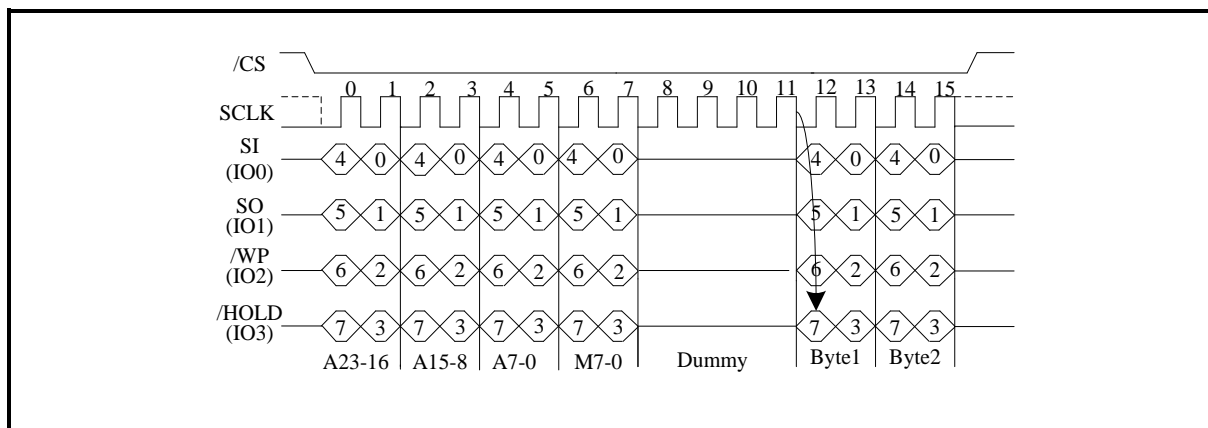 /CS
0 1 2 3 4 5 6 7 8 9 10 11 12 13 14 15
SCLK
SI
(IO0)
4 0 4 0 4 0 4 0 4 0 4 0
SO
(IO1)
5 1 5 1 5 1 5 1 5 1 5 1
/WP
(IO2)
6 2 6 2 6 2 6 2 6 2 6 2
/HOLD
(IO3)
7 3 7 3 7 3 7 3 7 3 7 3
A23-16 A15-8 A7-0 M7-0 Dummy Byte1 Byte2